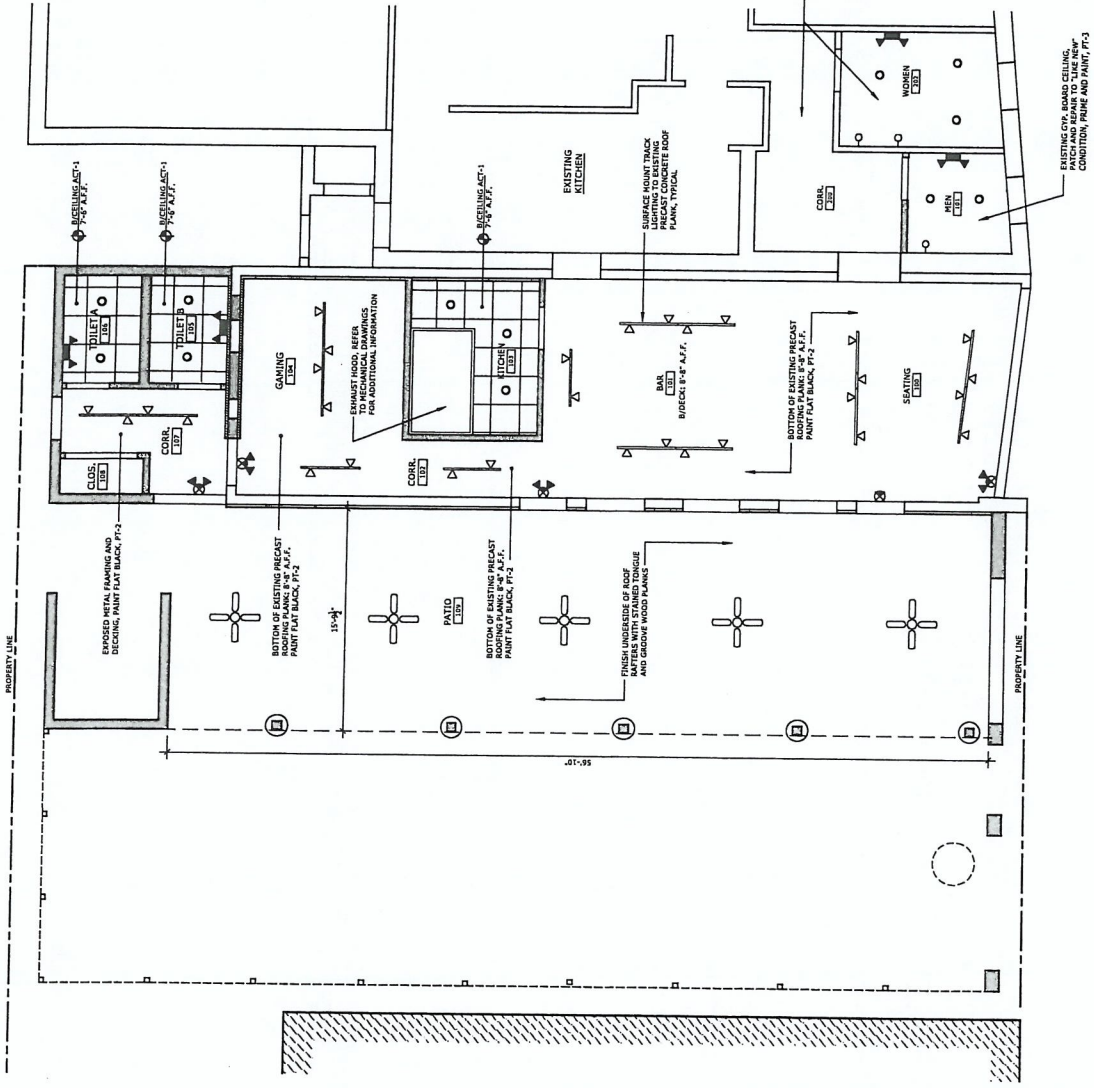 PROPERTY LINE
B/CEILING ACT-1
7'-6" A.F.F.
B/CEILING ACT-1
7'-6" A.F.F.
B/CEILING ACT-1
7'-6" A.F.F.
TOILET A
106
TOILET B
105
CORR.
107
CLOS.
108
EXPOSED METAL FRAMING AND
DECKING, PAINT FLAT BLACK, PT-2
GAMING
104
EXHAUST HOOD, REFER
TO MECHANICAL DRAWINGS
FOR ADDITIONAL INFORMATION
KITCHEN
103
CORR.
102
EXISTING
KITCHEN
SURFACE MOUNT TRACK
LIGHTING TO EXISTING
PRECAST CONCRETE ROOF
PLANK, TYPICAL
BAR
101
B/DECK: 8'-8" A.F.F.
BOTTOM OF EXISTING PRECAST
ROOFING PLANK: 8'-8" A.F.F.
PAINT FLAT BLACK, PT-2
SEATING
100
CORR.
WOMEN
202
MEN
EXISTING GYP. BOARD CEILING,
PATCH AND REPAIR TO "LIKE NEW"
CONDITION, PRIME AND PAINT, PT-3
BOTTOM OF EXISTING PRECAST
ROOFING PLANK: 8'-8" A.F.F.
PAINT FLAT BLACK, PT-2
BOTTOM OF EXISTING PRECAST
ROOFING PLANK: 8'-8" A.F.F.
PAINT FLAT BLACK, PT-2
PATIO
109
FINISH UNDERSIDE OF ROOF
RAFTERS WITH STAINED TONGUE
AND GROOVE WOOD PLANKS
56'-10"
PROPERTY LINE